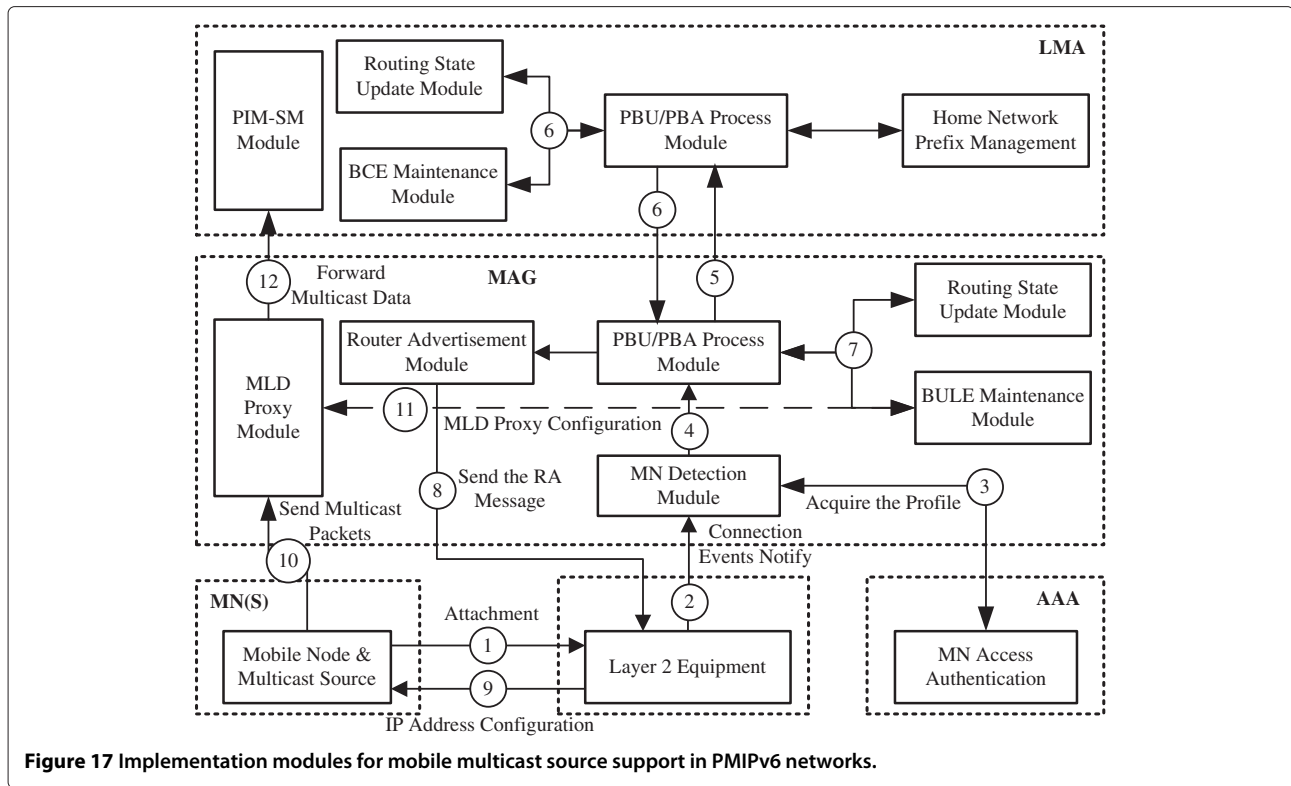 LMA
Routing State
Update Module
PIM-SM
Module
6
PBU/PBA Process
Module
Home Network
Prefix Management
BCE Maintenance
Module
6
5
12
Forward
Multicast Data
MAG
Routing State
Update Module
Router Advertisement
Module
PBU/PBA Process
Module
7
MLD
Proxy
Module
11
MLD Proxy Configuration
4
BULE Maintenance
Module
8
Send the RA
Message
MN Detection
Mudule
Acquire the Profile
3
Send Multicast
Packets
Connection
Events Notify
10
2
MN(S)
Attachment
AAA
1
Mobile Node &
Multicast Source
Layer 2 Equipment
MN Access
Authentication
9
IP Address Configuration
Figure 17 Implementation modules for mobile multicast source support in PMIPv6 networks.